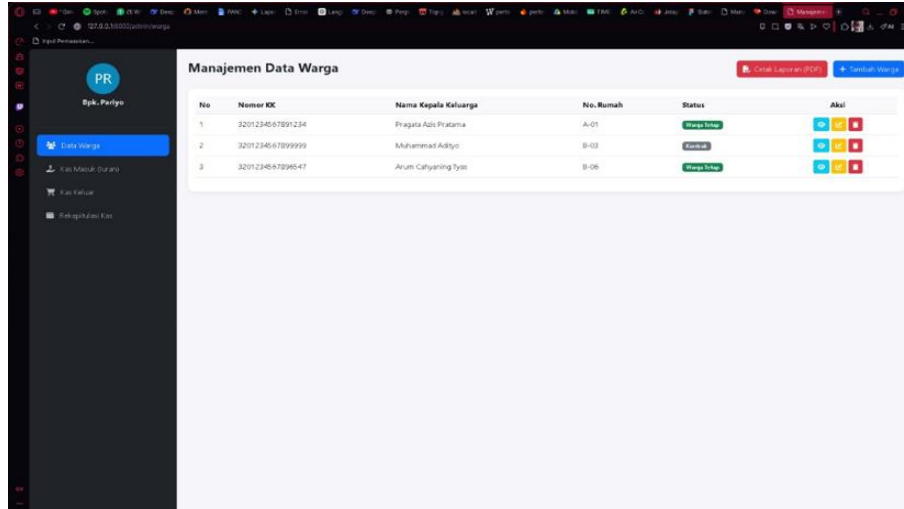 127.0.0.1:8000/admin/warga
Input Pemasukan...
PR
Bpk. Pariyo
Data Warga
Kas Masuk (Iuran)
Kas Keluar
Rekapitulasi Kas
Manajemen Data Warga
Cetak Laporan (PDF)
+ Tambah Warga
No Nomor KK Nama Kepala Keluarga No. Rumah Status Aksi
1 3201234567891234 Pragata Azis Pratama A-01 Warga Tetap
2 3201234567899999 Muhammad Adityo B-03 Kontrak
3 3201234567896547 Arum Cahyaning Tyas B-06 Warga Tetap